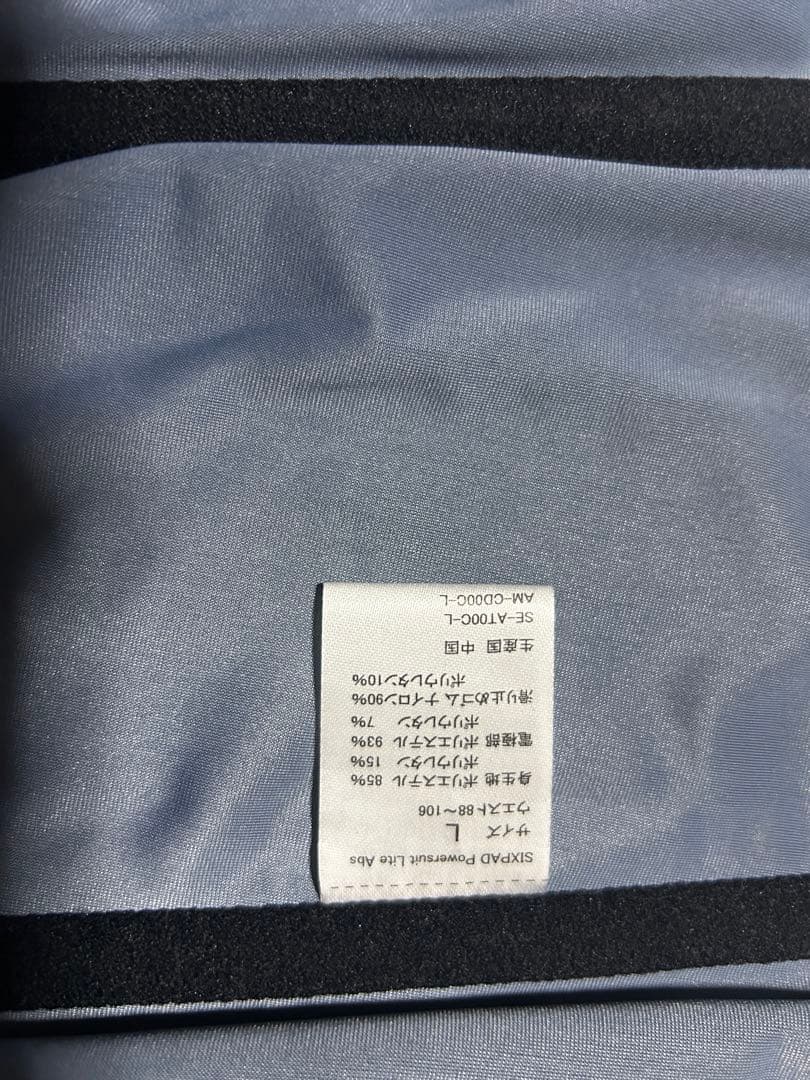 SIXPAD Powersuit Lite Abs
サイズ L
ウエスト88〜106
身生地 ポリエステル 85%
ポリウレタン 15%
電極部 ポリエステル 93%
ポリウレタン 7%
滑り止めゴム ナイロン90%
ポリウレタン10%
生産国 中国
SE-AT00C-L
AM-CD00C-L